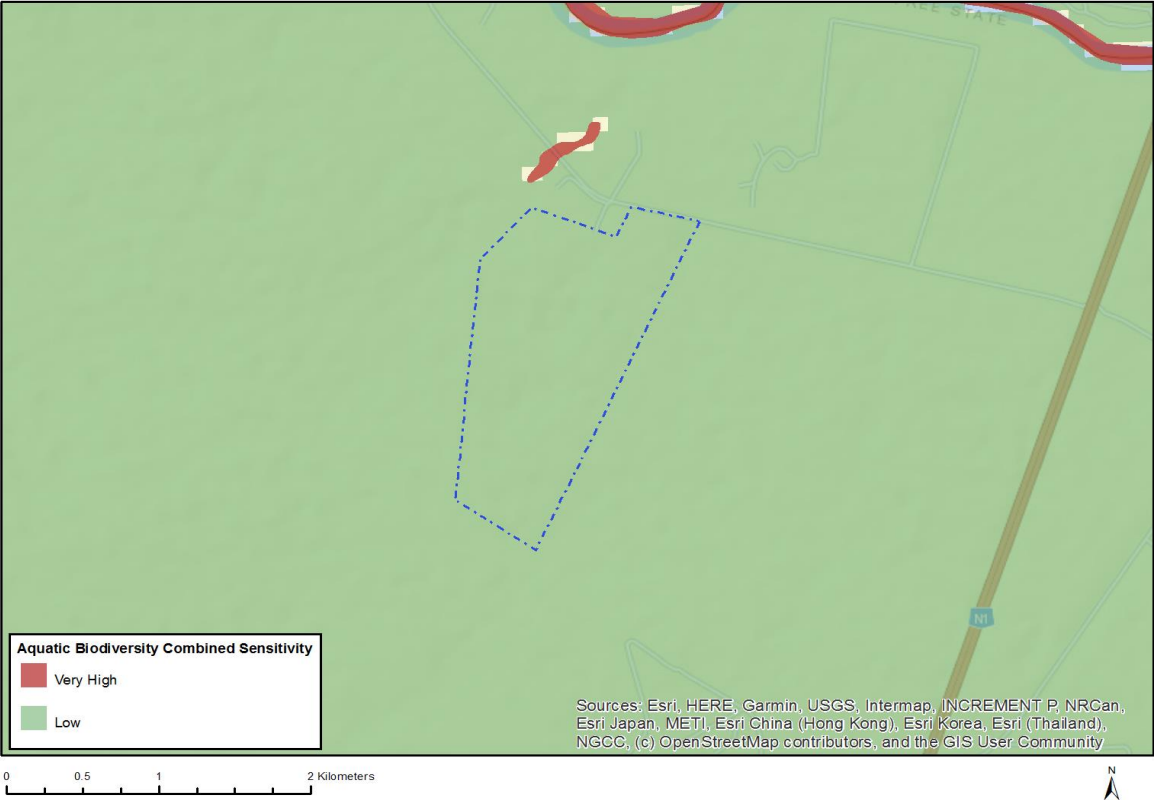 FREE STATE
N1
Aquatic Biodiversity Combined Sensitivity
Very High
Low
Sources: Esri, HERE, Garmin, USGS, Intermap, INCREMENT P, NRCan,
Esri Japan, METI, Esri China (Hong Kong), Esri Korea, Esri (Thailand),
NGCC, (c) OpenStreetMap contributors, and the GIS User Community
0 0.5 1 2 Kilometers
N